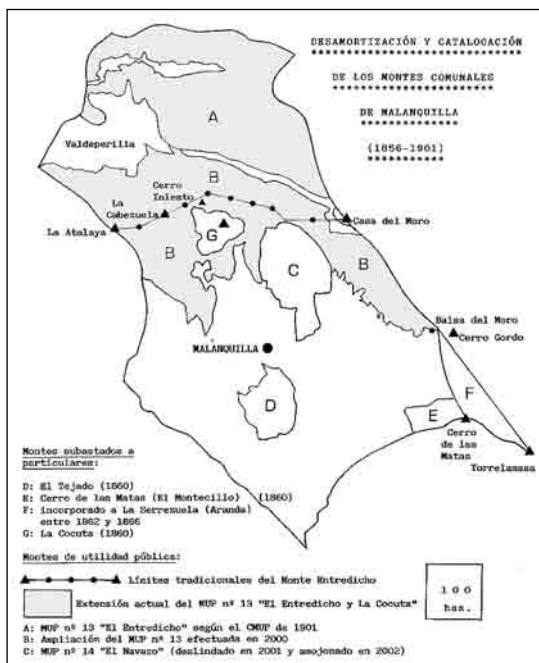 DESAMORTIZACIÓN Y CATALOGACIÓN
DE LOS MONTES COMUNALES
DE MALANQUILLA
(1856-1901)
A
Valdeperilla
B
Cerro
Iniesto
La
Cabezuela
La Atalaya
Casa del Moro
G
C
B
B
Balsa del Moro
Cerro Gordo
MALANQUILLA
D
F
E
Cerro
de las
Matas
Torrelamasa
Montes subastados a
particulares:
D: El Tejado (1860)
E: Cerro de las Matas (El Montecillo) (1860)
F: incorporado a La Serrezuela (Aranda)
entre 1862 y 1866
G: La Cocuta (1860)
Montes de utilidad pública:
Límites tradicionales del Monte Entredicho
Extensión actual del MUP nº 13 "El Entredicho y La Cocuta"
100
has.
A: MUP nº 13 "El Entredicho" según el CMUP de 1901
B: Ampliación del MUP nº 13 efectuada en 2000
C: MUP nº 14 "El Navazo" (deslindado en 2001 y amojonado en 2002)